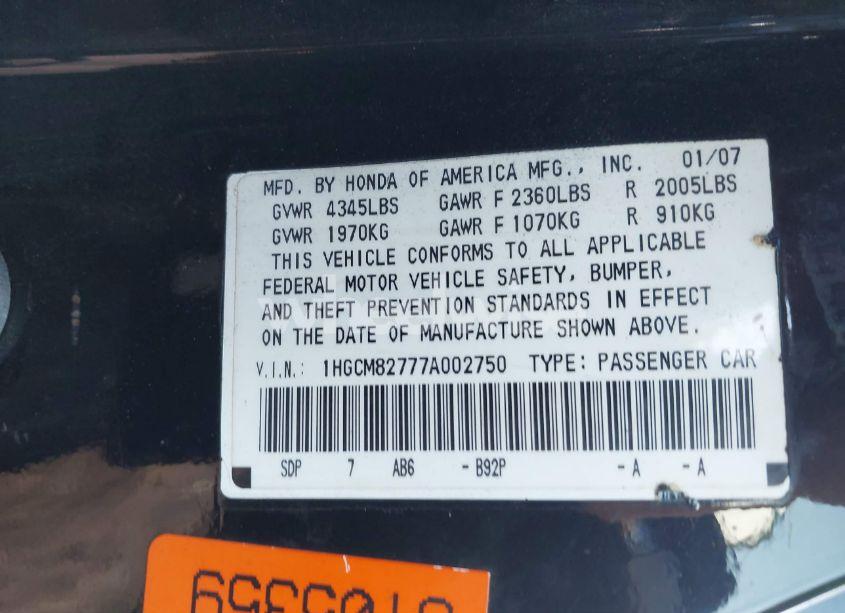 MFD. BY HONDA OF AMERICA MFG., INC. 01/07
GVWR 4345LBS GAWR F 2360LBS R 2005LBS
GVWR 1970KG GAWR F 1070KG R 910KG
THIS VEHICLE CONFORMS TO ALL APPLICABLE
FEDERAL MOTOR VEHICLE SAFETY, BUMPER,
AND THEFT PREVENTION STANDARDS IN EFFECT
ON THE DATE OF MANUFACTURE SHOWN ABOVE.
V.I.N.: 1HGCM82777A002750 TYPE: PASSENGER CAR
SDP 7 AB6 -B92P -A -A